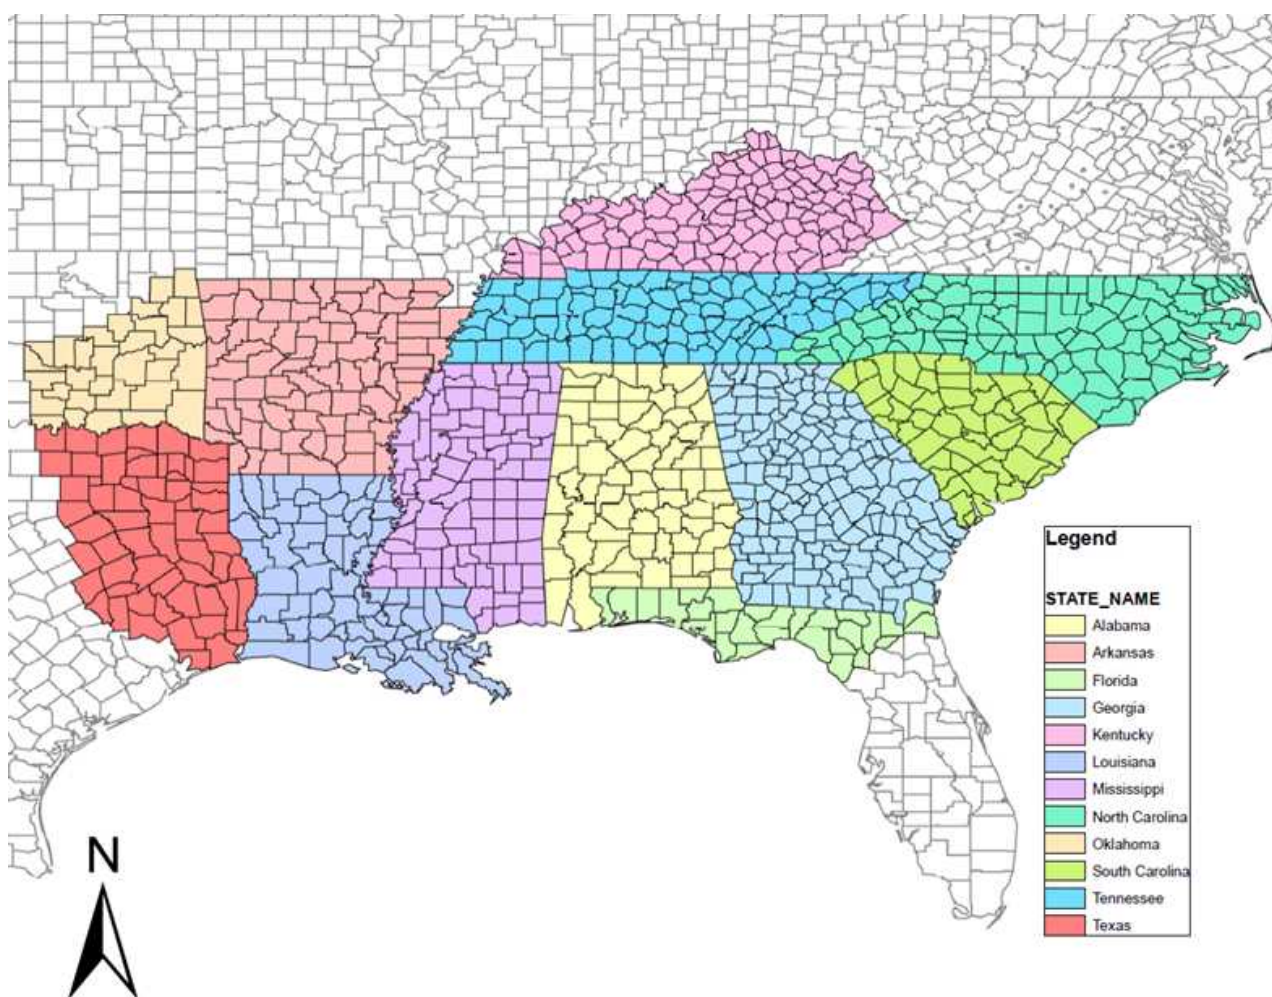 Legend
STATE_NAME
Alabama
Arkansas
Florida
Georgia
Kentucky
Louisiana
Mississippi
North Carolina
Oklahoma
South Carolina
Tennessee
Texas
N